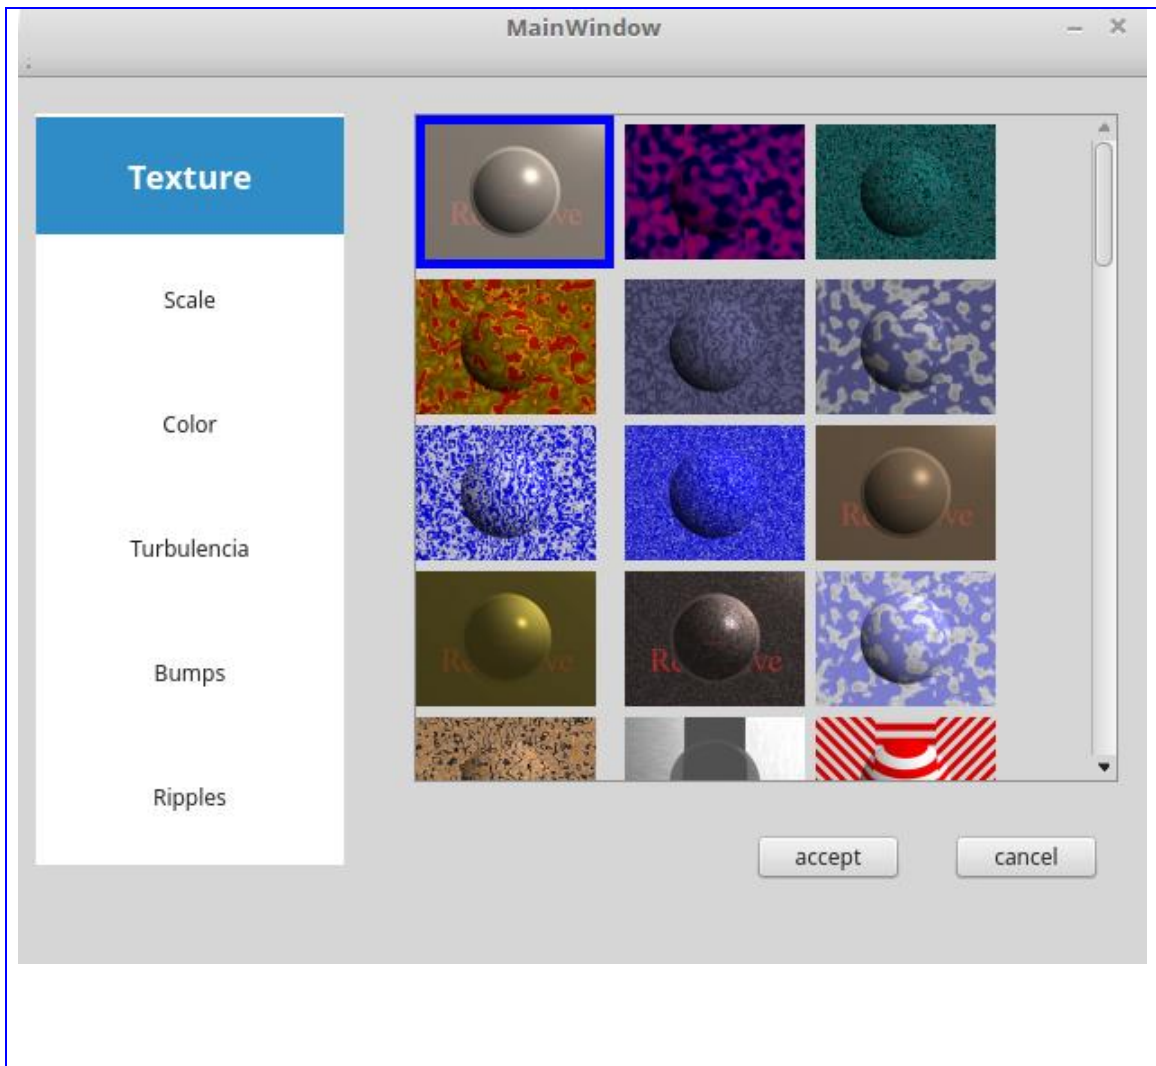 MainWindow
Texture
Scale
Color
Turbulencia
Bumps
Ripples
accept
cancel